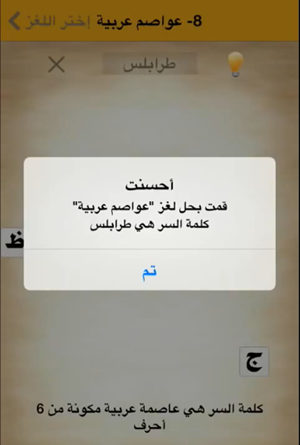 8- عواصم عربية إختر اللغز
طرابلس
أحسنت
قمت بحل لغز "عواصم عربية"
كلمة السر هي طرابلس
تم
ظ
ج
كلمة السر هي عاصمة عربية مكونة من 6
أحرف